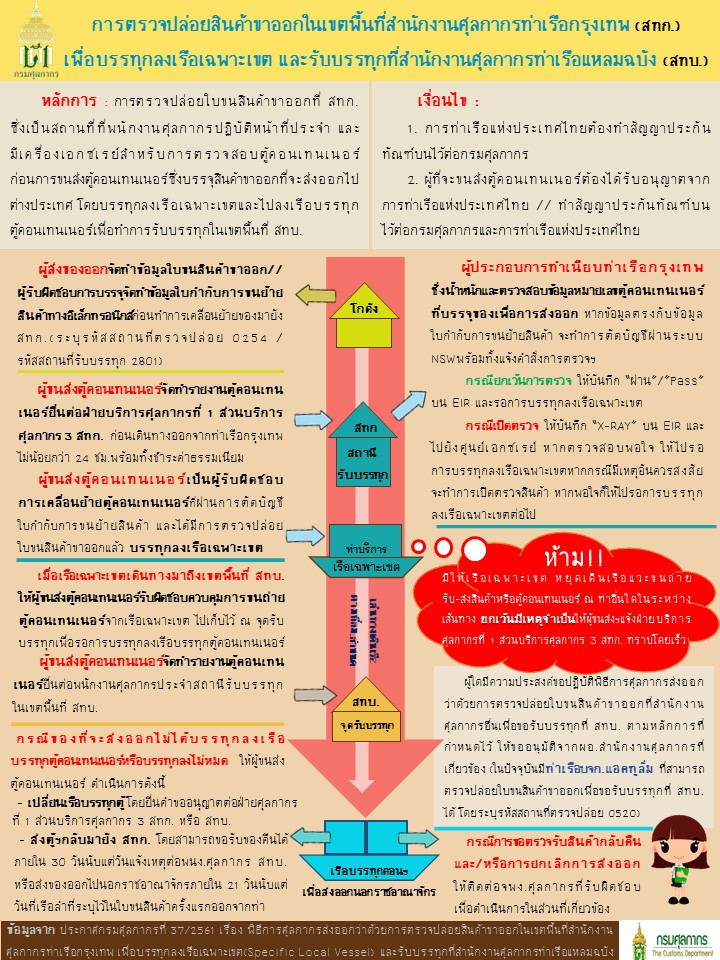 การตรวจปล่อยสินค้าขาออกในเขตพื้นที่สำนักงานศุลกากรท่าเรือกรุงเทพ (สทก.)
เพื่อบรรทุกลงเรือเฉพาะเขต และรับบรรทุกที่สำนักงานศุลกากรท่าเรือแหลมฉบัง (สทบ.)
กรมศุลกากร
หลักการ : การตรวจปล่อยใบขนสินค้าขาออกที่ สทก.
ซึ่งเป็นสถานที่ที่พนักงานศุลกากรปฏิบัติหน้าที่ประจำ และ
มีเครื่องเอกซเรย์สำหรับการตรวจสอบตู้คอนเทนเนอร์
ก่อนการขนส่งตู้คอนเทนเนอร์ซึ่งบรรจุสินค้าขาออกที่จะส่งออกไป
ต่างประเทศ โดยบรรทุกลงเรือเฉพาะเขตและไปลงเรือบรรทุก
ตู้คอนเทนเนอร์เพื่อทำการรับบรรทุกในเขตพื้นที่ สทบ.
เงื่อนไข :
1. การท่าเรือแห่งประเทศไทยต้องทำสัญญาประกัน
ทัณฑ์บนไว้ต่อกรมศุลกากร
2. ผู้ที่จะขนส่งตู้คอนเทนเนอร์ต้องได้รับอนุญาตจาก
การท่าเรือแห่งประเทศไทย // ทำสัญญาประกันทัณฑ์บน
ไว้ต่อกรมศุลกากรและการท่าเรือแห่งประเทศไทย
ผู้ส่งของออกจัดทำข้อมูลใบขนสินค้าขาออก//
ผู้รับผิดชอบการบรรจุจัดทำข้อมูลใบกำกับการขนย้าย
สินค้าทางอิเล็กทรอนิกส์ก่อนทำการเคลื่อนย้ายของมายัง
สทก.(ระบุรหัสสถานที่ตรวจปล่อย 0254 /
รหัสสถานที่รับบรรทุก 2801)
ผู้ขนส่งตู้คอนเทนเนอร์จัดทำรายงานตู้คอนเทน
เนอร์ยื่นต่อฝ่ายบริการศุลกากรที่ 1 ส่วนบริการ
ศุลกากร 3 สทก. ก่อนเดินทางออกจากท่าเรือกรุงเทพ
ไม่น้อยกว่า 24 ชม.พร้อมทั้งชำระค่าธรรมเนียม
ผู้ขนส่งตู้คอนเทนเนอร์เป็นผู้รับผิดชอบ
การเคลื่อนย้ายตู้คอนเทนเนอร์ที่ผ่านการตัดบัญชี
ใบกำกับการขนย้ายสินค้า และได้มีการตรวจปล่อย
ใบขนสินค้าขาออกแล้ว บรรทุกลงเรือเฉพาะเขต
เมื่อเรือเฉพาะเขตเดินทางมาถึงเขตพื้นที่ สทบ.
ให้ผู้ขนส่งตู้คอนเทนเนอร์รับผิดชอบควบคุมการขนถ่าย
ตู้คอนเทนเนอร์จากเรือเฉพาะเขต ไปเก็บไว้ ณ จุดรับ
บรรทุกเพื่อรอการบรรทุกลงเรือบรรทุกตู้คอนเทนเนอร์
ผู้ขนส่งตู้คอนเทนเนอร์จัดทำรายงานตู้คอนเทน
เนอร์ยื่นต่อพนักงานศุลกากรประจำสถานีรับบรรทุก
ในเขตพื้นที่ สทบ.
กรณีของที่จะส่งออกไม่ได้บรรทุกลงเรือ
บรรทุกตู้คอนเทนเนอร์หรือบรรทุกลงไม่หมด ให้ผู้ขนส่ง
ตู้คอนเทนเนอร์ ดำเนินการดังนี้
- เปลี่ยนเรือบรรทุกตู้โดยยื่นคำขออนุญาตต่อฝ่ายศุลกากร
ที่ 1 ส่วนบริการศุลกากร 3 สทก. หรือ สทบ.
- ส่งตู้ฯกลับมายัง สทก. โดยสามารถขอรับของคืนได้
ภายใน 30 วันนับแต่วันแจ้งเหตุต่อพนง.ศุลกากร สทบ.
หรือส่งของออกไปนอกราชอาณาจักรภายใน 21 วันนับแต่
วันที่เรือลำที่ระบุไว้ในใบขนสินค้าครั้งแรกออกจากท่า
โกดัง
สทก
สถานี
รับบรรทุก
ท่าบริการ
เรือเฉพาะเขต
สทบ.
จุดรับบรรทุก
เรือบรรทุกคอนฯ
เพื่อส่งออกนอกราชอาณาจักร
ผู้ประกอบการทำเนียบท่าเรือกรุงเทพ
ชั่งน้ำหนักและตรวจสอบข้อมูลหมายเลขตู้คอนเทนเนอร์
ที่บรรจุของเพื่อการส่งออก หากข้อมูลตรงกับข้อมูล
ใบกำกับการขนย้ายสินค้า จะทำการตัดบัญชีผ่านระบบ
NSWพร้อมทั้งแจ้งคำสั่งการตรวจฯ
กรณียกเว้นการตรวจ ให้บันทึก “ผ่าน”/“Pass”
บน EIR และรอการบรรทุกลงเรือเฉพาะเขต
กรณีเปิดตรวจ ให้บันทึก “X-RAY” บน EIR และ
ไปยังศูนย์เอกซเรย์ หากตรวจสอบพอใจ ให้ไปรอ
การบรรทุกลงเรือเฉพาะเขตหากกรณีมีเหตุอันควรสงสัย
จะทำการเปิดตรวจสินค้า หากพอใจก็ให้ไปรอการบรรทุก
ลงเรือเฉพาะเขตต่อไป
ห้าม!!
มิให้เรือเฉพาะเขต หยุดเดินเรือแวะขนถ่าย
รับ-ส่งสินค้าหรือตู้คอนเทนเนอร์ ณ ท่าอื่นใดในระหว่าง
เส้นทาง ยกเว้นมีเหตุจำเป็นให้ผู้ขนส่งฯแจ้งฝ่ายบริการ
ศุลกากรที่ 1 ส่วนบริการศุลกากร 3 สทก. ทราบโดยเร็ว)
ผู้ใดมีความประสงค์ขอปฏิบัติพิธีการศุลกากรส่งออก
ว่าด้วยการตรวจปล่อยใบขนสินค้าขาออกที่สำนักงาน
ศุลกากรอื่นเพื่อขอรับบรรทุกที่ สทบ. ตามหลักการที่
กำหนดไว้ ให้ขออนุมัติจากผอ.สำนักงานศุลกากรที่
เกี่ยวข้อง (ในปัจจุบันมีท่าเรือบจก.แอคทูลิ่ม ที่สามารถ
ตรวจปล่อยใบขนสินค้าขาออกเพื่อขอรับบรรทุกที่ สทบ.
ได้ โดยระบุรหัสสถานที่ตรวจปล่อย 0520)
กรณีการขอตรวจรับสินค้ากลับคืน
และ/หรือการยกเลิกการส่งออก
ให้ติดต่อจพง.ศุลกากรที่รับผิดชอบ
เพื่อดำเนินการในส่วนที่เกี่ยวข้อง
ข้อมูลจาก ประกาศกรมศุลกากรที่ 37/2561 เรื่อง พิธีการศุลกากรส่งออกว่าด้วยการตรวจปล่อยสินค้าขาออกในเขตพื้นที่สำนักงาน
ศุลกากรท่าเรือกรุงเทพ เพื่อบรรทุกลงเรือเฉพาะเขต(Specific Local Vessel) และรับบรรทุกที่สำนักงานศุลกากรท่าเรือแหลมฉบัง
กรมศุลกากร
The Customs Department